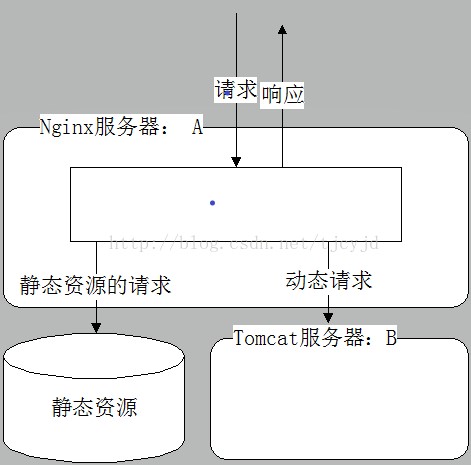 请求
响应
Nginx服务器： A
http://blog.csdn.net/tjcyjd
静态资源的请求
动态请求
Tomcat服务器：B
静态资源